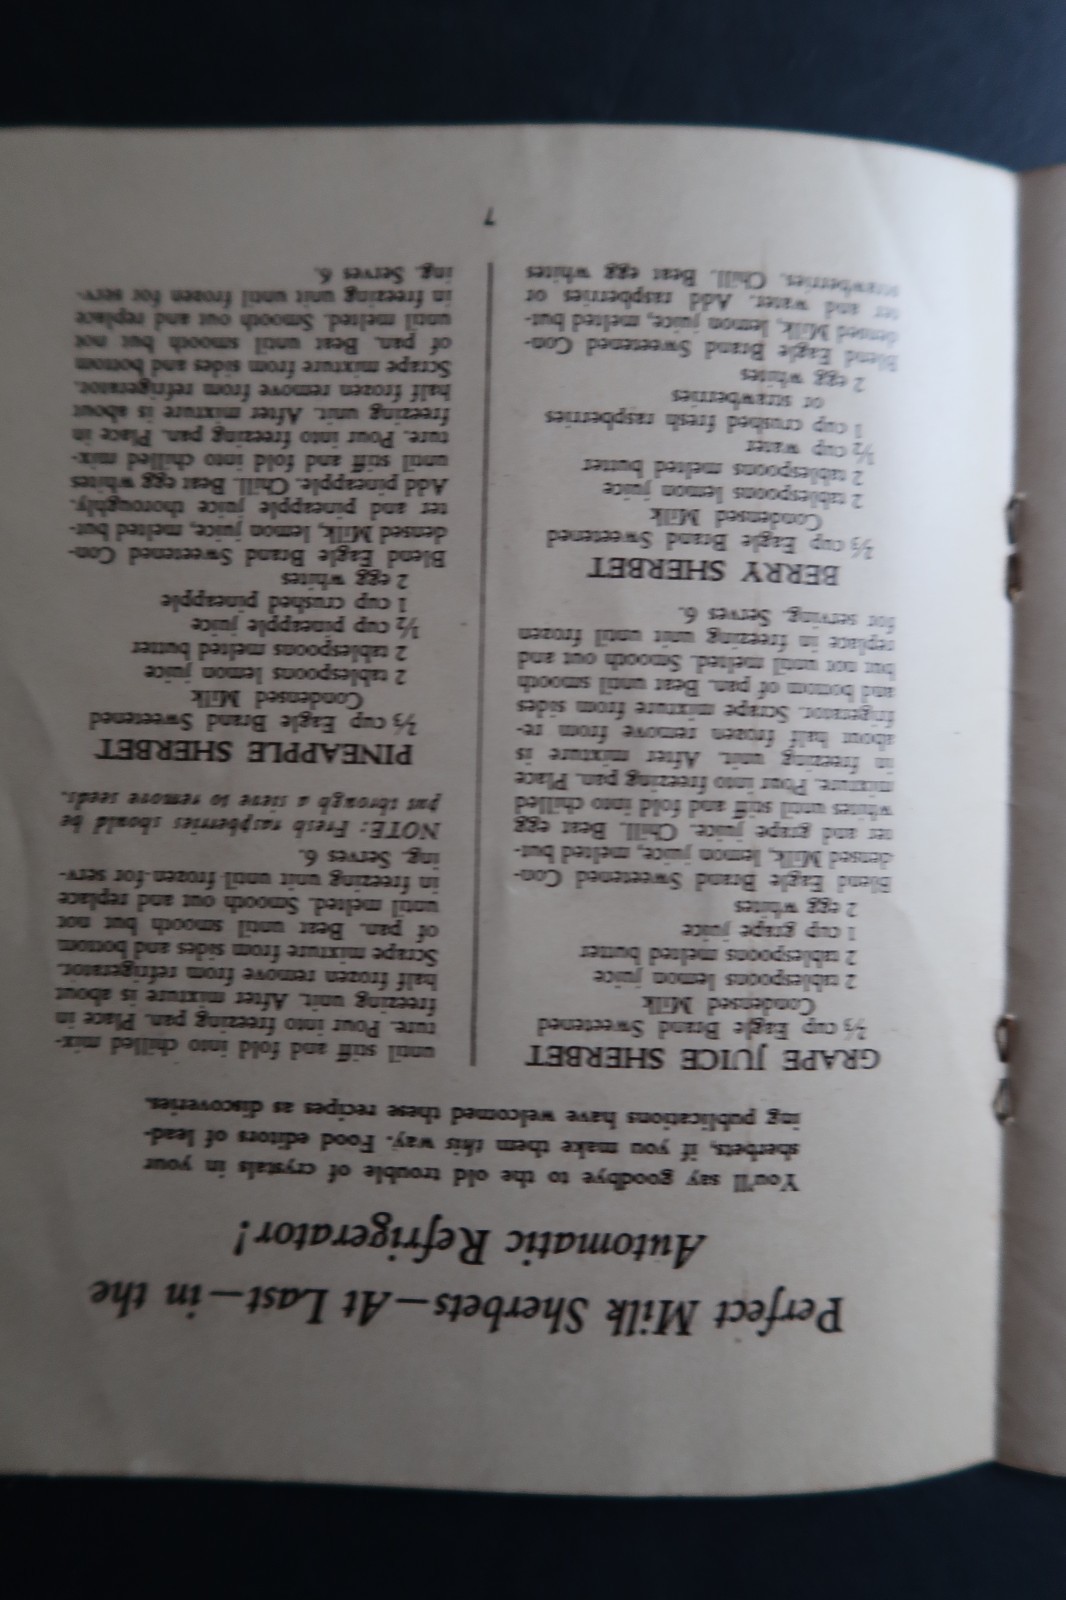 Perfect Milk Sherbets—At Last—in the
Automatic Refrigerator!
You'll say goodbye to the old trouble of crystals in your
sherbets, if you make them this way. Food editors of lead-
ing publications have welcomed these recipes as discoveries.
GRAPE JUICE SHERBET
⅔ cup Eagle Brand Sweetened
Condensed Milk
2 tablespoons lemon juice
2 tablespoons melted butter
1 cup grape juice
2 egg whites
Blend Eagle Brand Sweetened Con-
densed Milk, lemon juice, melted but-
ter and grape juice. Chill. Beat egg
whites until stiff and fold into chilled
mixture. Pour into freezing pan. Place
in freezing unit. After mixture is
about half frozen remove from re-
frigerator. Scrape mixture from sides
and bottom of pan. Beat until smooth
but not until melted. Smooth out and
replace in freezing unit until frozen
for serving. Serves 6.
BERRY SHERBET
⅔ cup Eagle Brand Sweetened
Condensed Milk
2 tablespoons lemon juice
2 tablespoons melted butter
½ cup water
1 cup crushed fresh raspberries
or strawberries
2 egg whites
Blend Eagle Brand Sweetened Con-
densed Milk, lemon juice, melted but-
ter and water. Add raspberries or
strawberries. Chill. Beat egg whites
until stiff and fold into chilled mix-
ture. Pour into freezing pan. Place in
freezing unit. After mixture is about
half frozen remove from refrigerator.
Scrape mixture from sides and bottom
of pan. Beat until smooth but not
until melted. Smooth out and replace
in freezing unit until frozen for serv-
ing. Serves 6.
NOTE: Fresh raspberries should be
put through a sieve to remove seeds.
PINEAPPLE SHERBET
⅔ cup Eagle Brand Sweetened
Condensed Milk
2 tablespoons lemon juice
2 tablespoons melted butter
½ cup pineapple juice
1 cup crushed pineapple
2 egg whites
Blend Eagle Brand Sweetened Con-
densed Milk, lemon juice, melted but-
ter and pineapple juice thoroughly.
Add pineapple. Chill. Beat egg whites
until stiff and fold into chilled mix-
ture. Pour into freezing pan. Place in
freezing unit. After mixture is about
half frozen remove from refrigerator.
Scrape mixture from sides and bottom
of pan. Beat until smooth but not
until melted. Smooth out and replace
in freezing unit until frozen for serv-
ing. Serves 6.
7